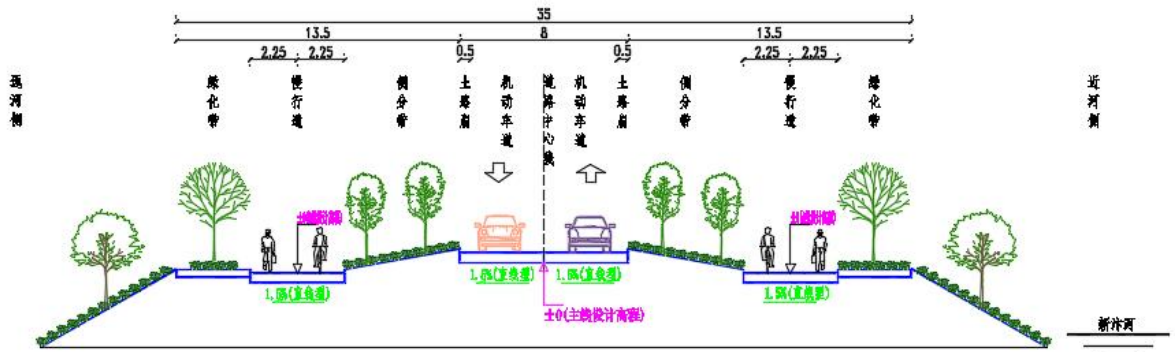 35
13.5 8 13.5
2.25 2.25 0.5 0.5 2.25 2.25
远河侧 绿化带 慢行道 侧分带 土路肩 机动车道 道路中心线 机动车道 土路肩 侧分带 慢行道 绿化带 近河侧
1.5%(直线型) 1.5%(直线型)
1.5%(直线型) 1.5%(直线型)
±0(主线设计高程)
新汴河